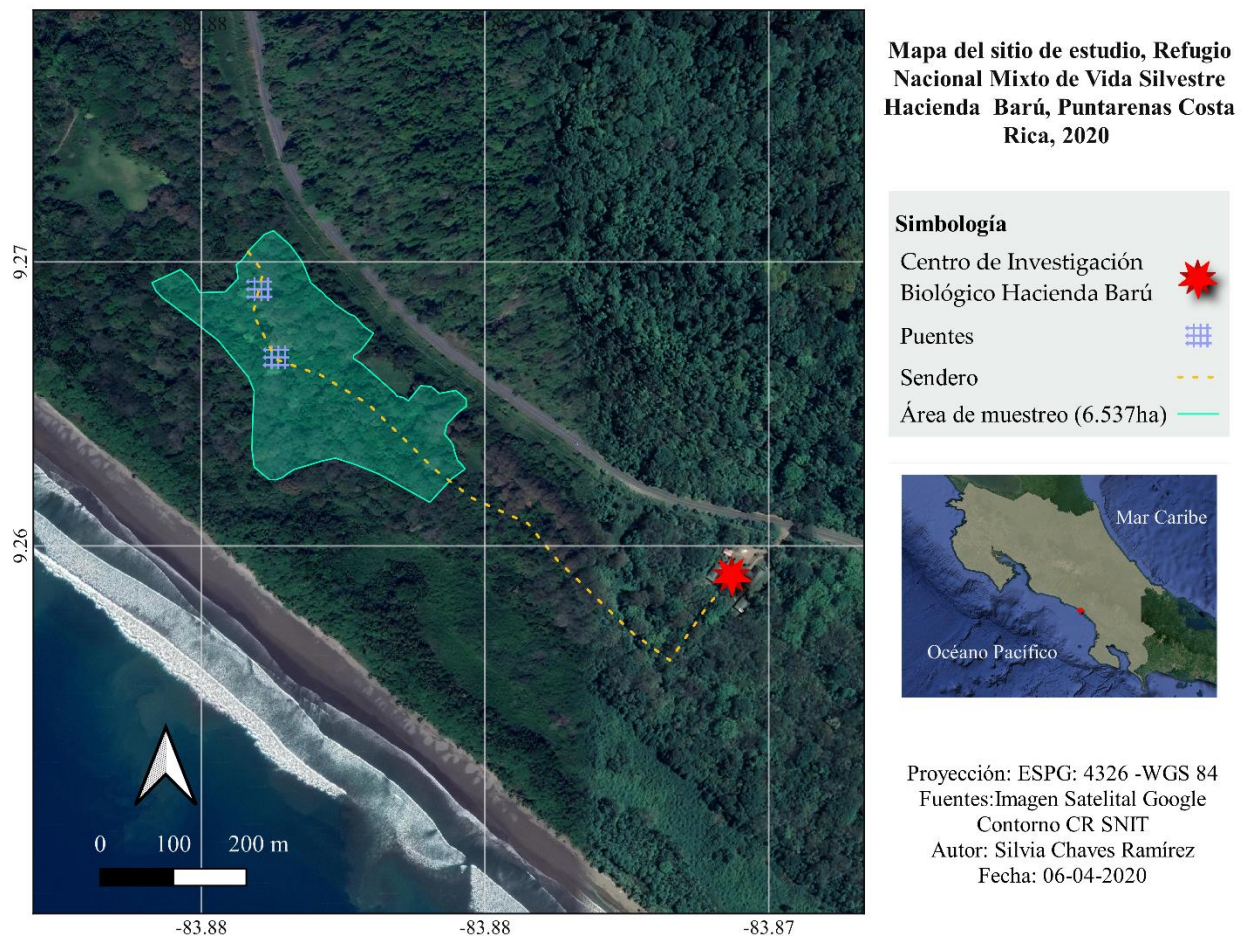 -83.88
Mapa del sitio de estudio, Refugio
Nacional Mixto de Vida Silvestre
Hacienda Barú, Puntarenas Costa
Rica, 2020
Simbología
Centro de Investigación
Biológico Hacienda Barú
Puentes
Sendero
Área de muestreo (6.537ha)
9.27
9.26
Mar Caribe
Océano Pacífico
0 100 200 m
-83.88 -83.88 -83.87
Proyección: ESPG: 4326 -WGS 84
Fuentes:Imagen Satelital Google
Contorno CR SNIT
Autor: Silvia Chaves Ramírez
Fecha: 06-04-2020